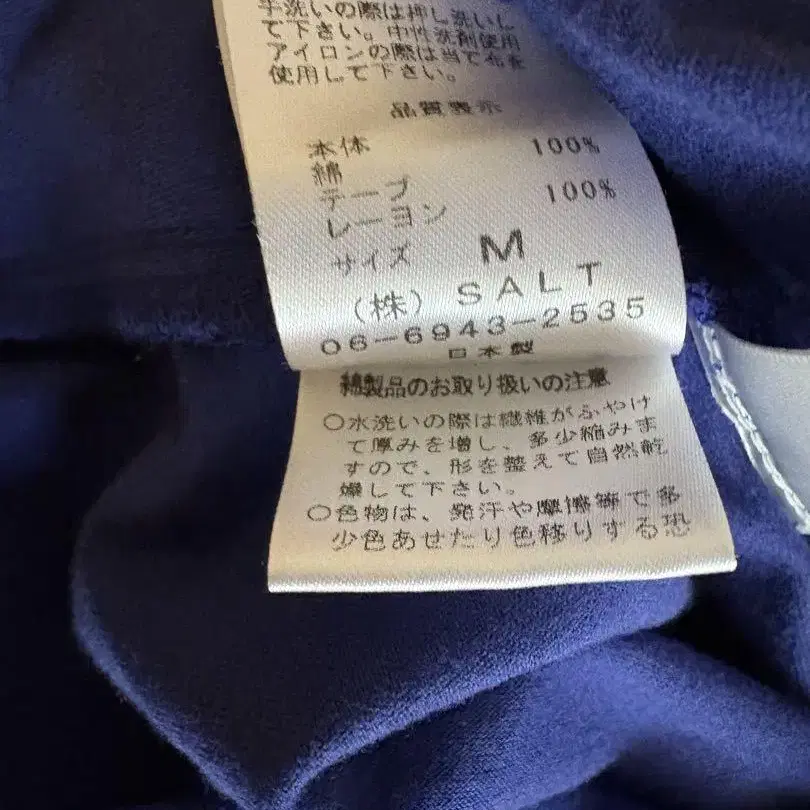 手洗いの際は押し洗いし
て下さい。中性洗剤使用
アイロンの際は当て布を
使用して下さい。
品質表示
本体
綿 100%
テープ
レーヨン 100%
サイズ M
(株) SALT
06-6943-2535
日本製
綿製品のお取り扱いの注意
○水洗いの際は繊維がふやけ
て厚みを増し、多少縮みま
すので、形を整えて自然乾
燥して下さい。
○色物は、発汗や摩擦等で多
少色あせたり色移りする恐